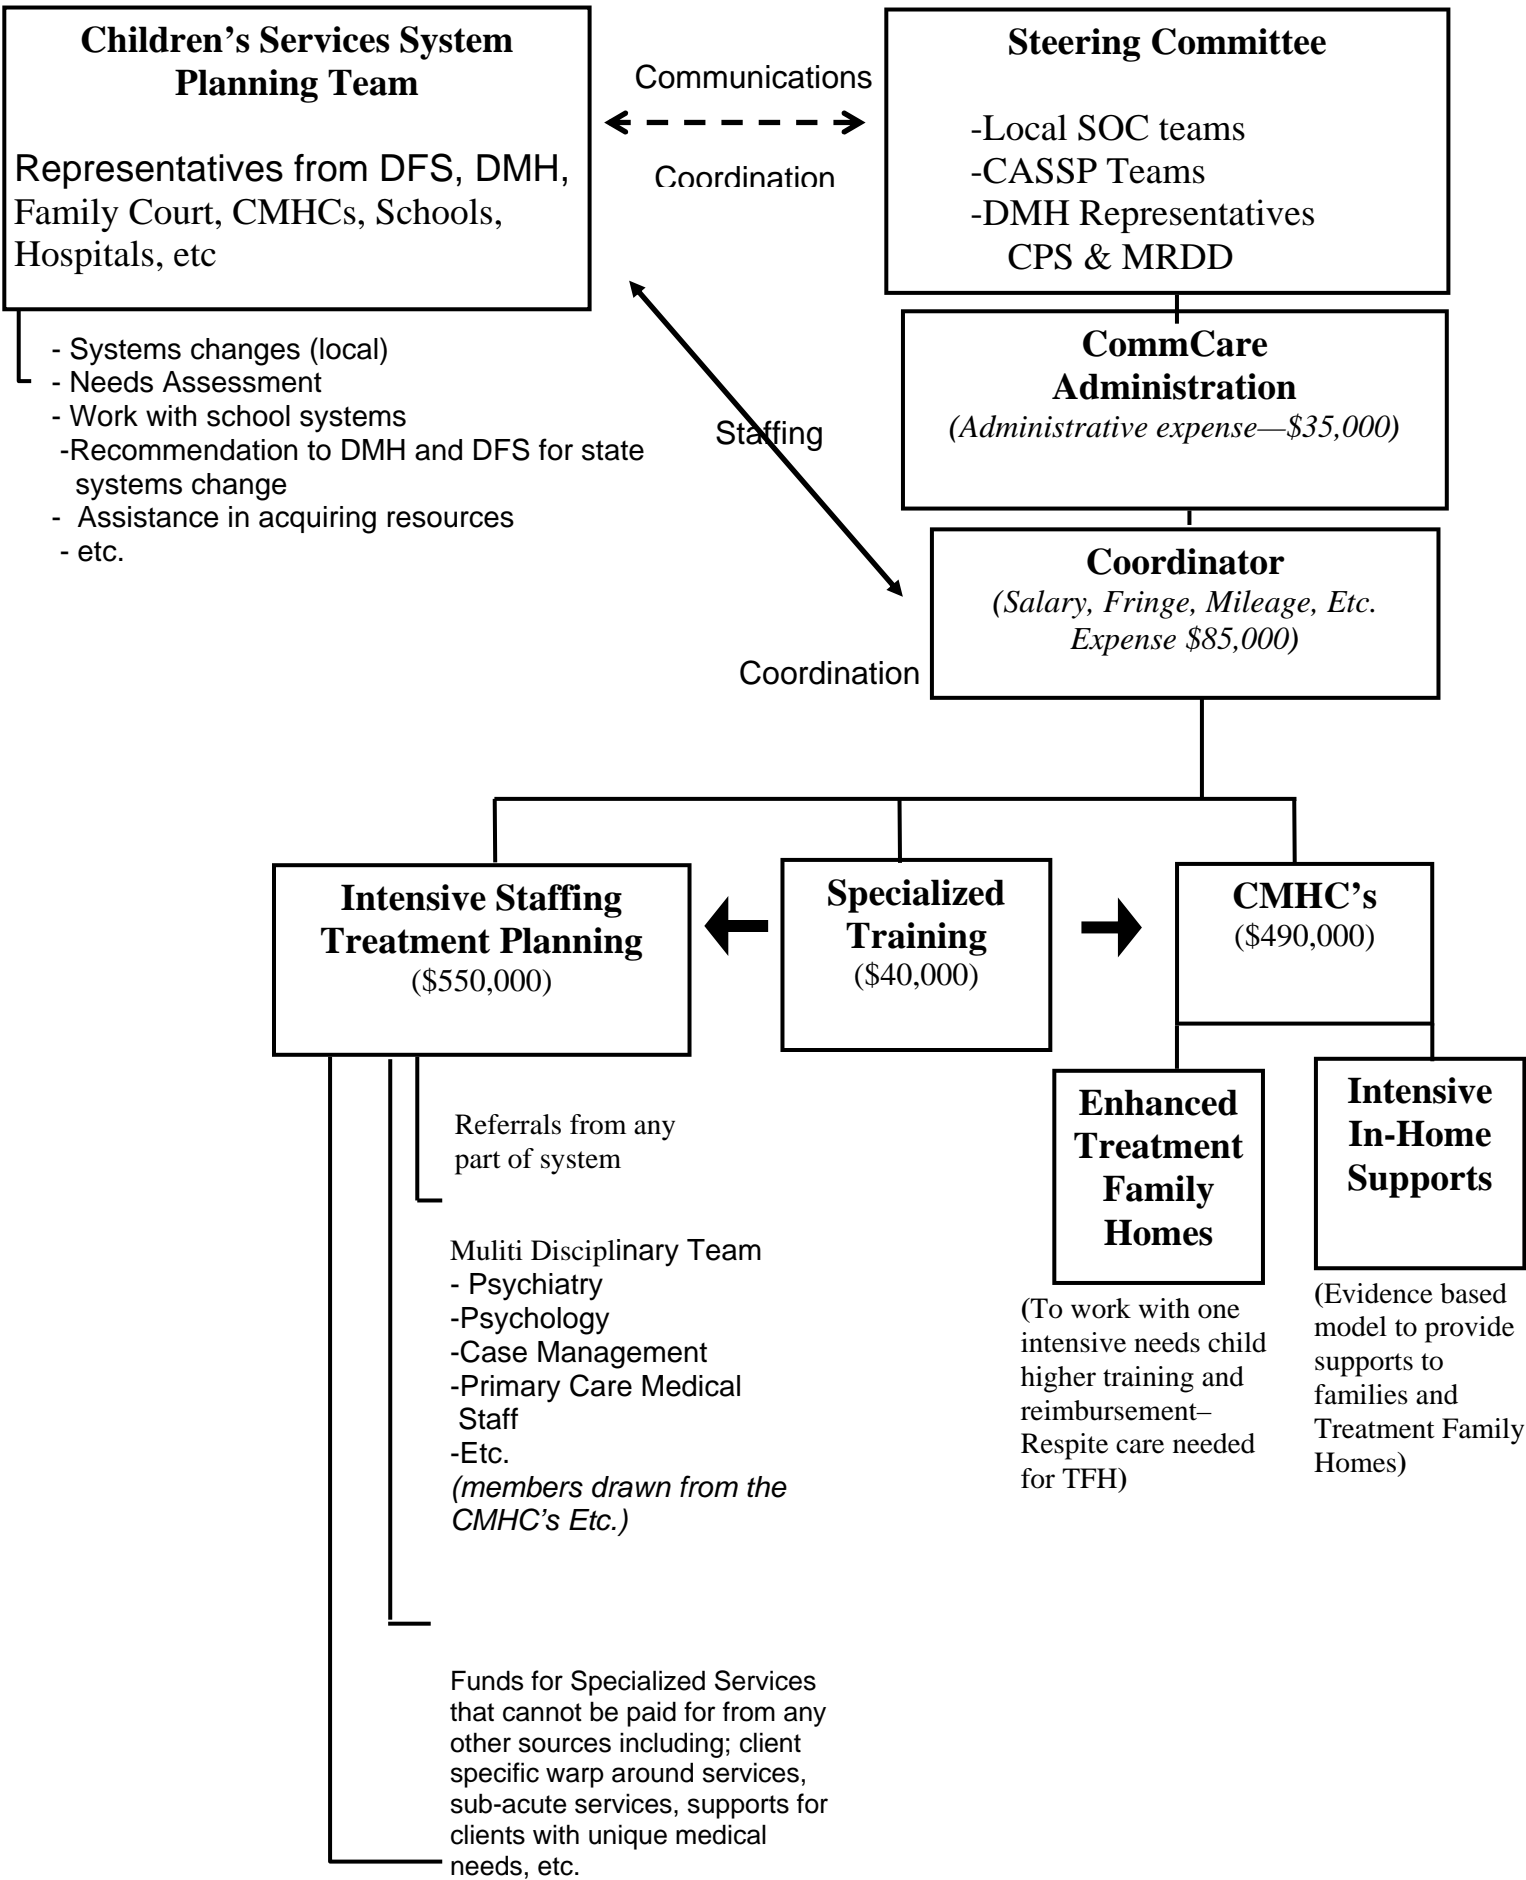 Children’s Services System
Planning Team
Representatives from DFS, DMH,
Family Court, CMHCs, Schools,
Hospitals, etc
Communications
Coordination
Steering Committee
-Local SOC teams
-CASSP Teams
-DMH Representatives
CPS & MRDD
- Systems changes (local)
- Needs Assessment
- Work with school systems
-Recommendation to DMH and DFS for state
systems change
- Assistance in acquiring resources
- etc.
Staffing
CommCare
Administration
(Administrative expense—$35,000)
Coordinator
(Salary, Fringe, Mileage, Etc.
Expense $85,000)
Coordination
Intensive Staffing
Treatment Planning
($550,000)
Specialized
Training
($40,000)
CMHC’s
($490,000)
Referrals from any
part of system
Muliti Disciplinary Team
- Psychiatry
-Psychology
-Case Management
-Primary Care Medical
Staff
-Etc.
(members drawn from the
CMHC’s Etc.)
Funds for Specialized Services
that cannot be paid for from any
other sources including; client
specific warp around services,
sub-acute services, supports for
clients with unique medical
needs, etc.
Enhanced
Treatment
Family
Homes
(To work with one
intensive needs child
higher training and
reimbursement–
Respite care needed
for TFH)
Intensive
In-Home
Supports
(Evidence based
model to provide
supports to
families and
Treatment Family
Homes)